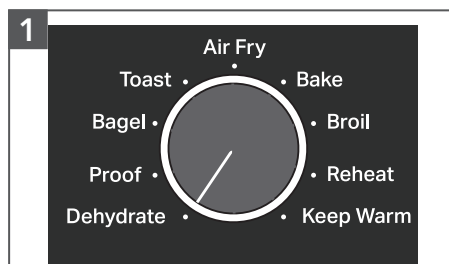 1
Air Fry
Toast
Bake
Bagel
Broil
Proof
Reheat
Dehydrate
Keep Warm